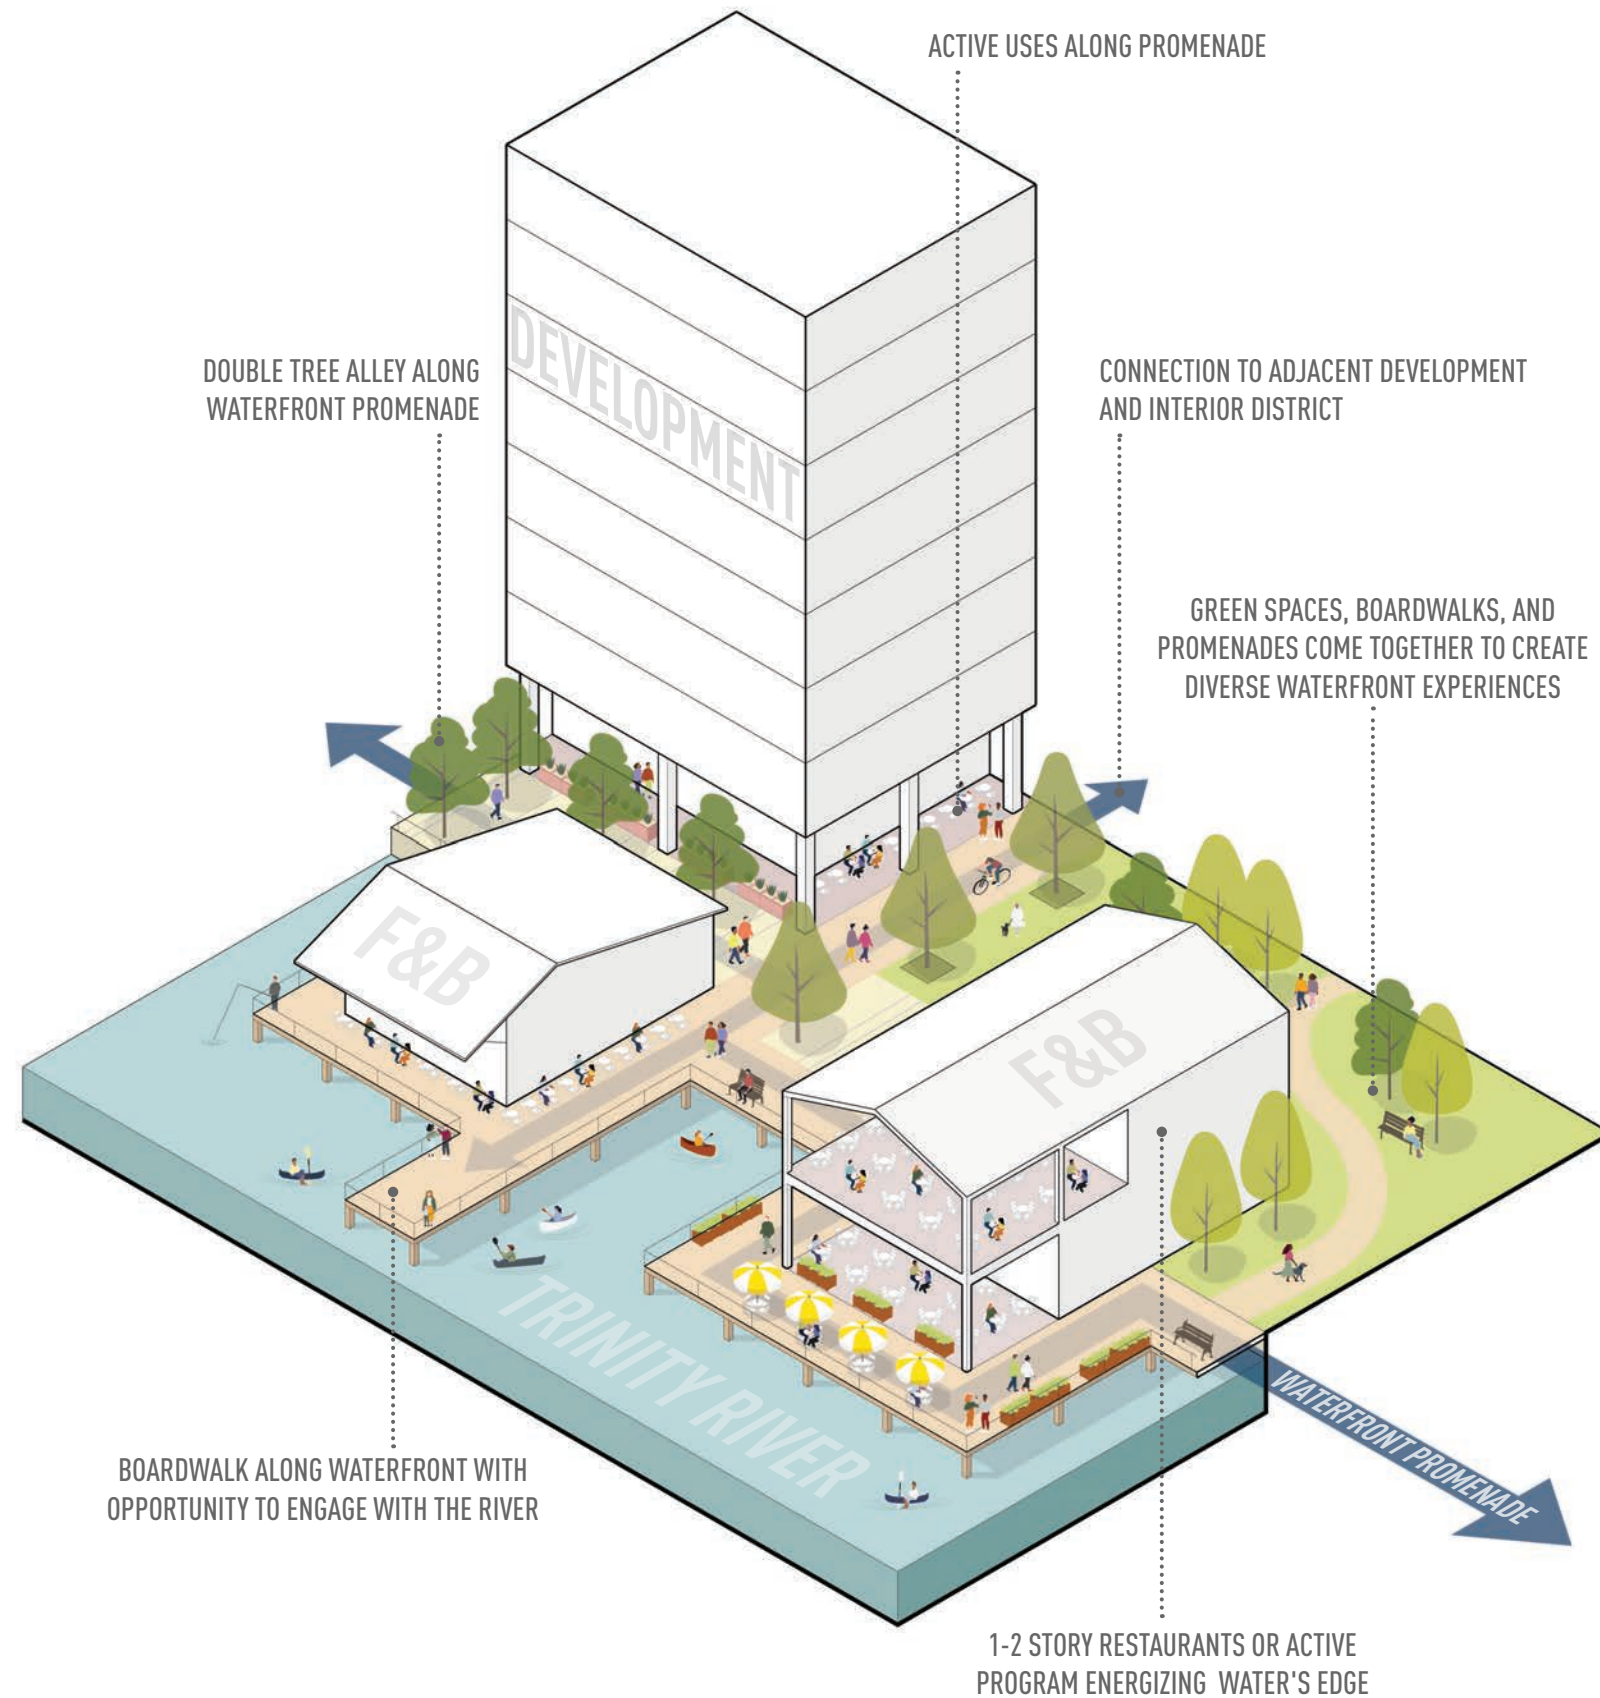 ACTIVE USES ALONG PROMENADE
DEVELOPMENT
DOUBLE TREE ALLEY ALONG
WATERFRONT PROMENADE
CONNECTION TO ADJACENT DEVELOPMENT
AND INTERIOR DISTRICT
GREEN SPACES, BOARDWALKS, AND
PROMENADES COME TOGETHER TO CREATE
DIVERSE WATERFRONT EXPERIENCES
F&B
F&B
TRINITY RIVER
WATERFRONT PROMENADE
BOARDWALK ALONG WATERFRONT WITH
OPPORTUNITY TO ENGAGE WITH THE RIVER
1-2 STORY RESTAURANTS OR ACTIVE
PROGRAM ENERGIZING WATER'S EDGE